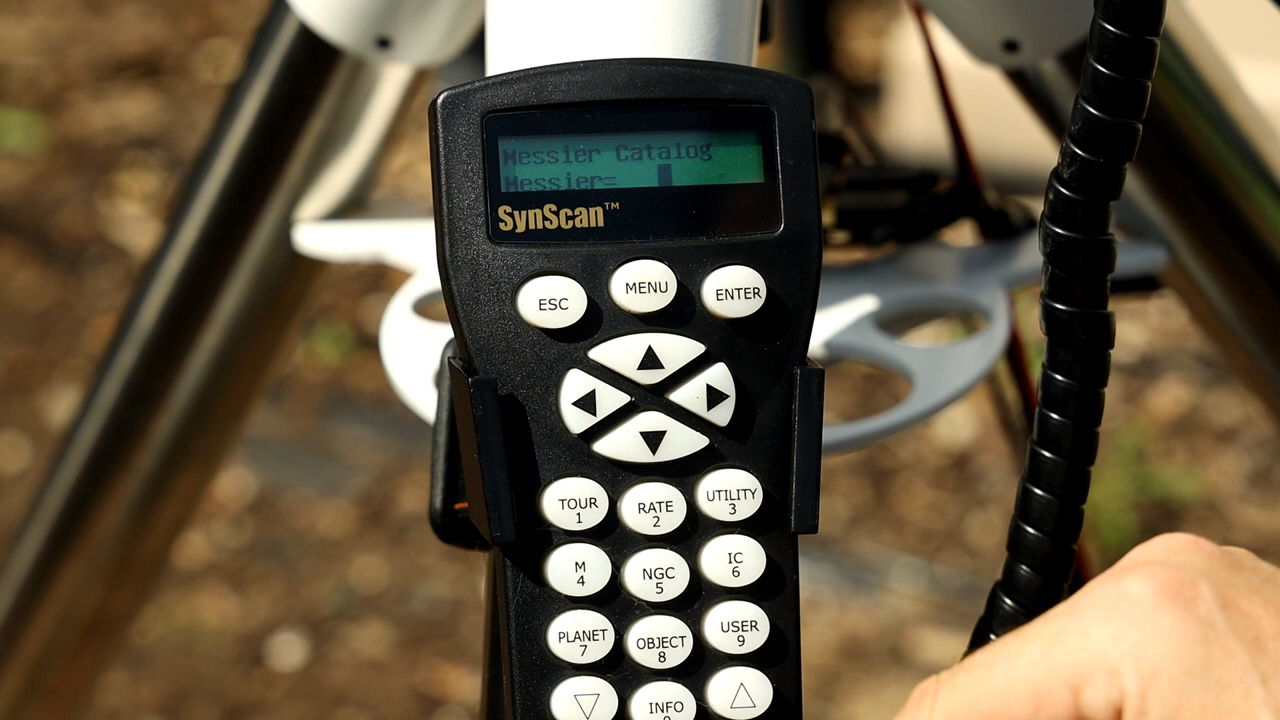 Messier Catalog
Messier=
SynScan™
ESC
MENU
ENTER
TOUR
1
RATE
2
UTILITY
3
M
4
NGC
5
IC
6
PLANET
7
OBJECT
8
USER
9
INFO